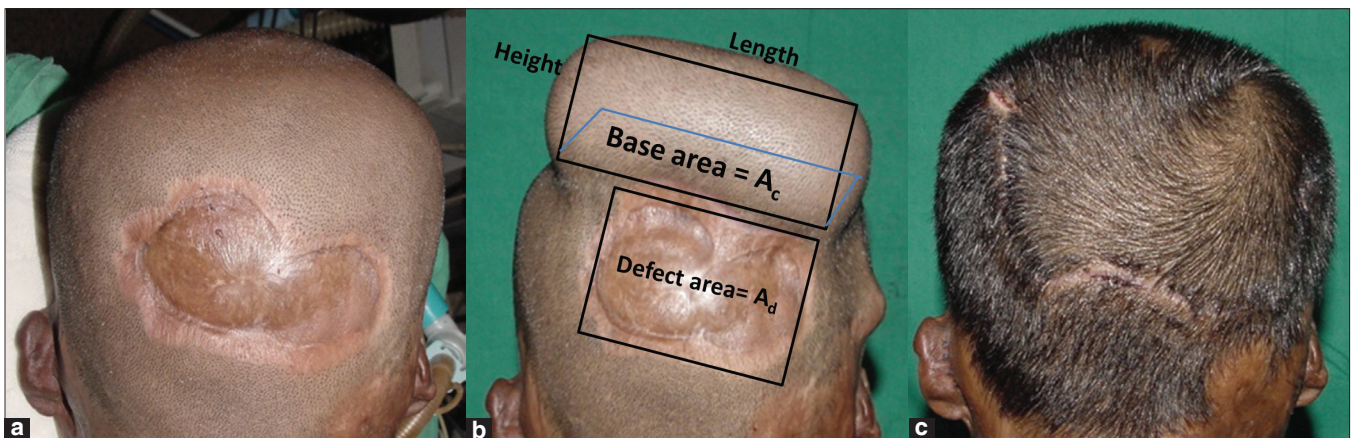 a
Height
Length
Base area = Ac
Defect area= Ad
b
c